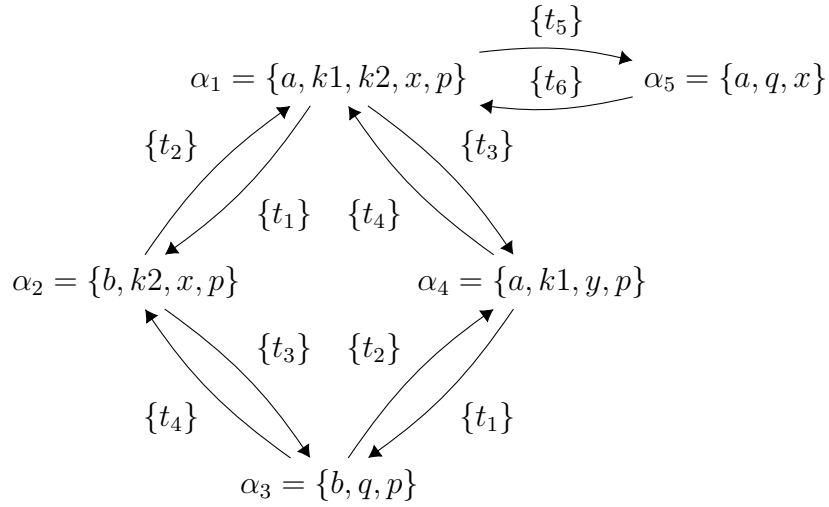 {t₅}
α₁ = {a, k1, k2, x, p}
{t₆}
α₅ = {a, q, x}
{t₂}
{t₃}
{t₁}
{t₄}
α₂ = {b, k2, x, p}
α₄ = {a, k1, y, p}
{t₃}
{t₂}
{t₄}
{t₁}
α₃ = {b, q, p}